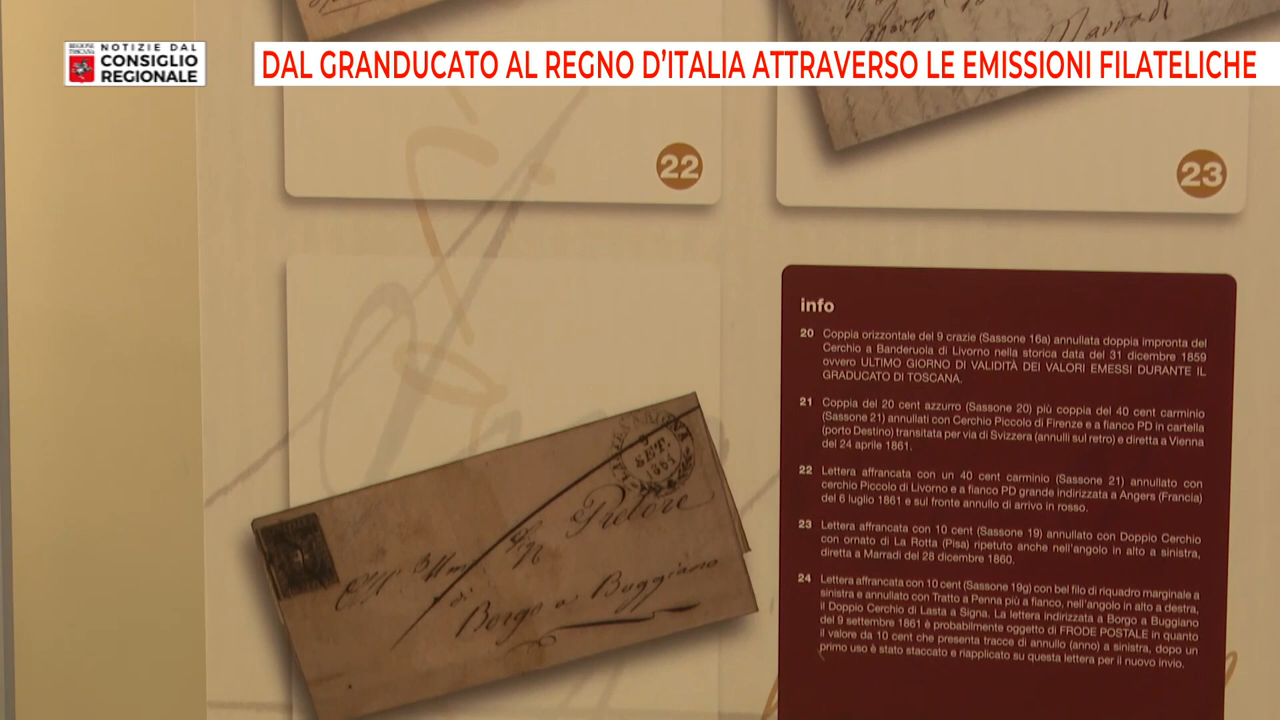 REGIONE
TOSCANA
NOTIZIE DAL
CONSIGLIO
REGIONALE
DAL GRANDUCATO AL REGNO D'ITALIA ATTRAVERSO LE EMISSIONI FILATELICHE
Marradi
22
23
info
20 Coppia orizzontale del 9 crazie (Sassone 16a) annullata doppia impronta del
Cerchio a Banderuola di Livorno nella storica data del 31 dicembre 1859
ovvero ULTIMO GIORNO DI VALIDITÀ DEI VALORI EMESSI DURANTE IL
GRADUCATO DI TOSCANA.
21 Coppia del 20 cent azzurro (Sassone 20) più coppia del 40 cent carminio
(Sassone 21) annullati con Cerchio Piccolo di Firenze e a fianco PD in cartella
(porto Destino) transitata per via di Svizzera (annulli sul retro) e diretta a Vienna
del 24 aprile 1861.
22 Lettera affrancata con un 40 cent carminio (Sassone 21) annullato con
cerchio Piccolo di Livorno e a fianco PD grande indirizzata a Angers (Francia)
del 6 luglio 1861 e sul fronte annullo di arrivo in rosso.
23 Lettera affrancata con 10 cent (Sassone 19) annullato con Doppio Cerchio
con ornato di La Rotta (Pisa) ripetuto anche nell'angolo in alto a sinistra,
diretta a Marradi del 28 dicembre 1860.
24 Lettera affrancata con 10 cent (Sassone 19g) con bel filo di riquadro marginale a
sinistra e annullato con Tratto a Penna più a fianco, nell'angolo in alto a destra,
il Doppio Cerchio di Lasta a Signa. La lettera indirizzata a Borgo a Buggiano
del 9 settembre 1861 è probabilmente oggetto di FRODE POSTALE in quanto
il valore da 10 cent che presenta tracce di annullo (anno) a sinistra, dopo un
primo uso è stato staccato e riapplicato su questa lettera per il nuovo invio.
9
SET.
1861
Pretore
di
Borgo a Buggiano